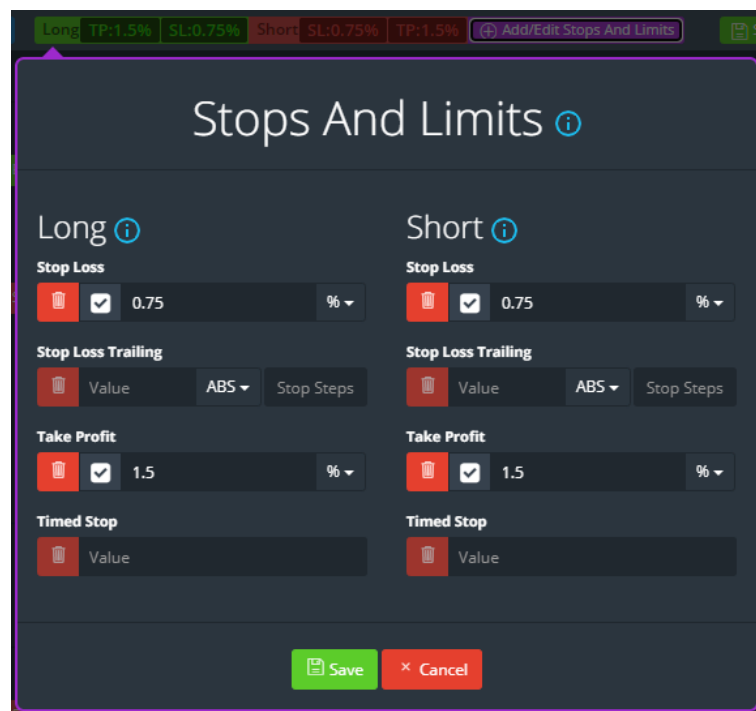 Long TP:1.5% SL:0.75% Short SL:0.75% TP:1.5% Add/Edit Stops And Limits
Stops And Limits
Long
Short
Stop Loss
Stop Loss
0.75 %
0.75 %
Stop Loss Trailing
Stop Loss Trailing
Value ABS Stop Steps
Value ABS Stop Steps
Take Profit
Take Profit
1.5 %
1.5 %
Timed Stop
Timed Stop
Value
Value
Save
Cancel